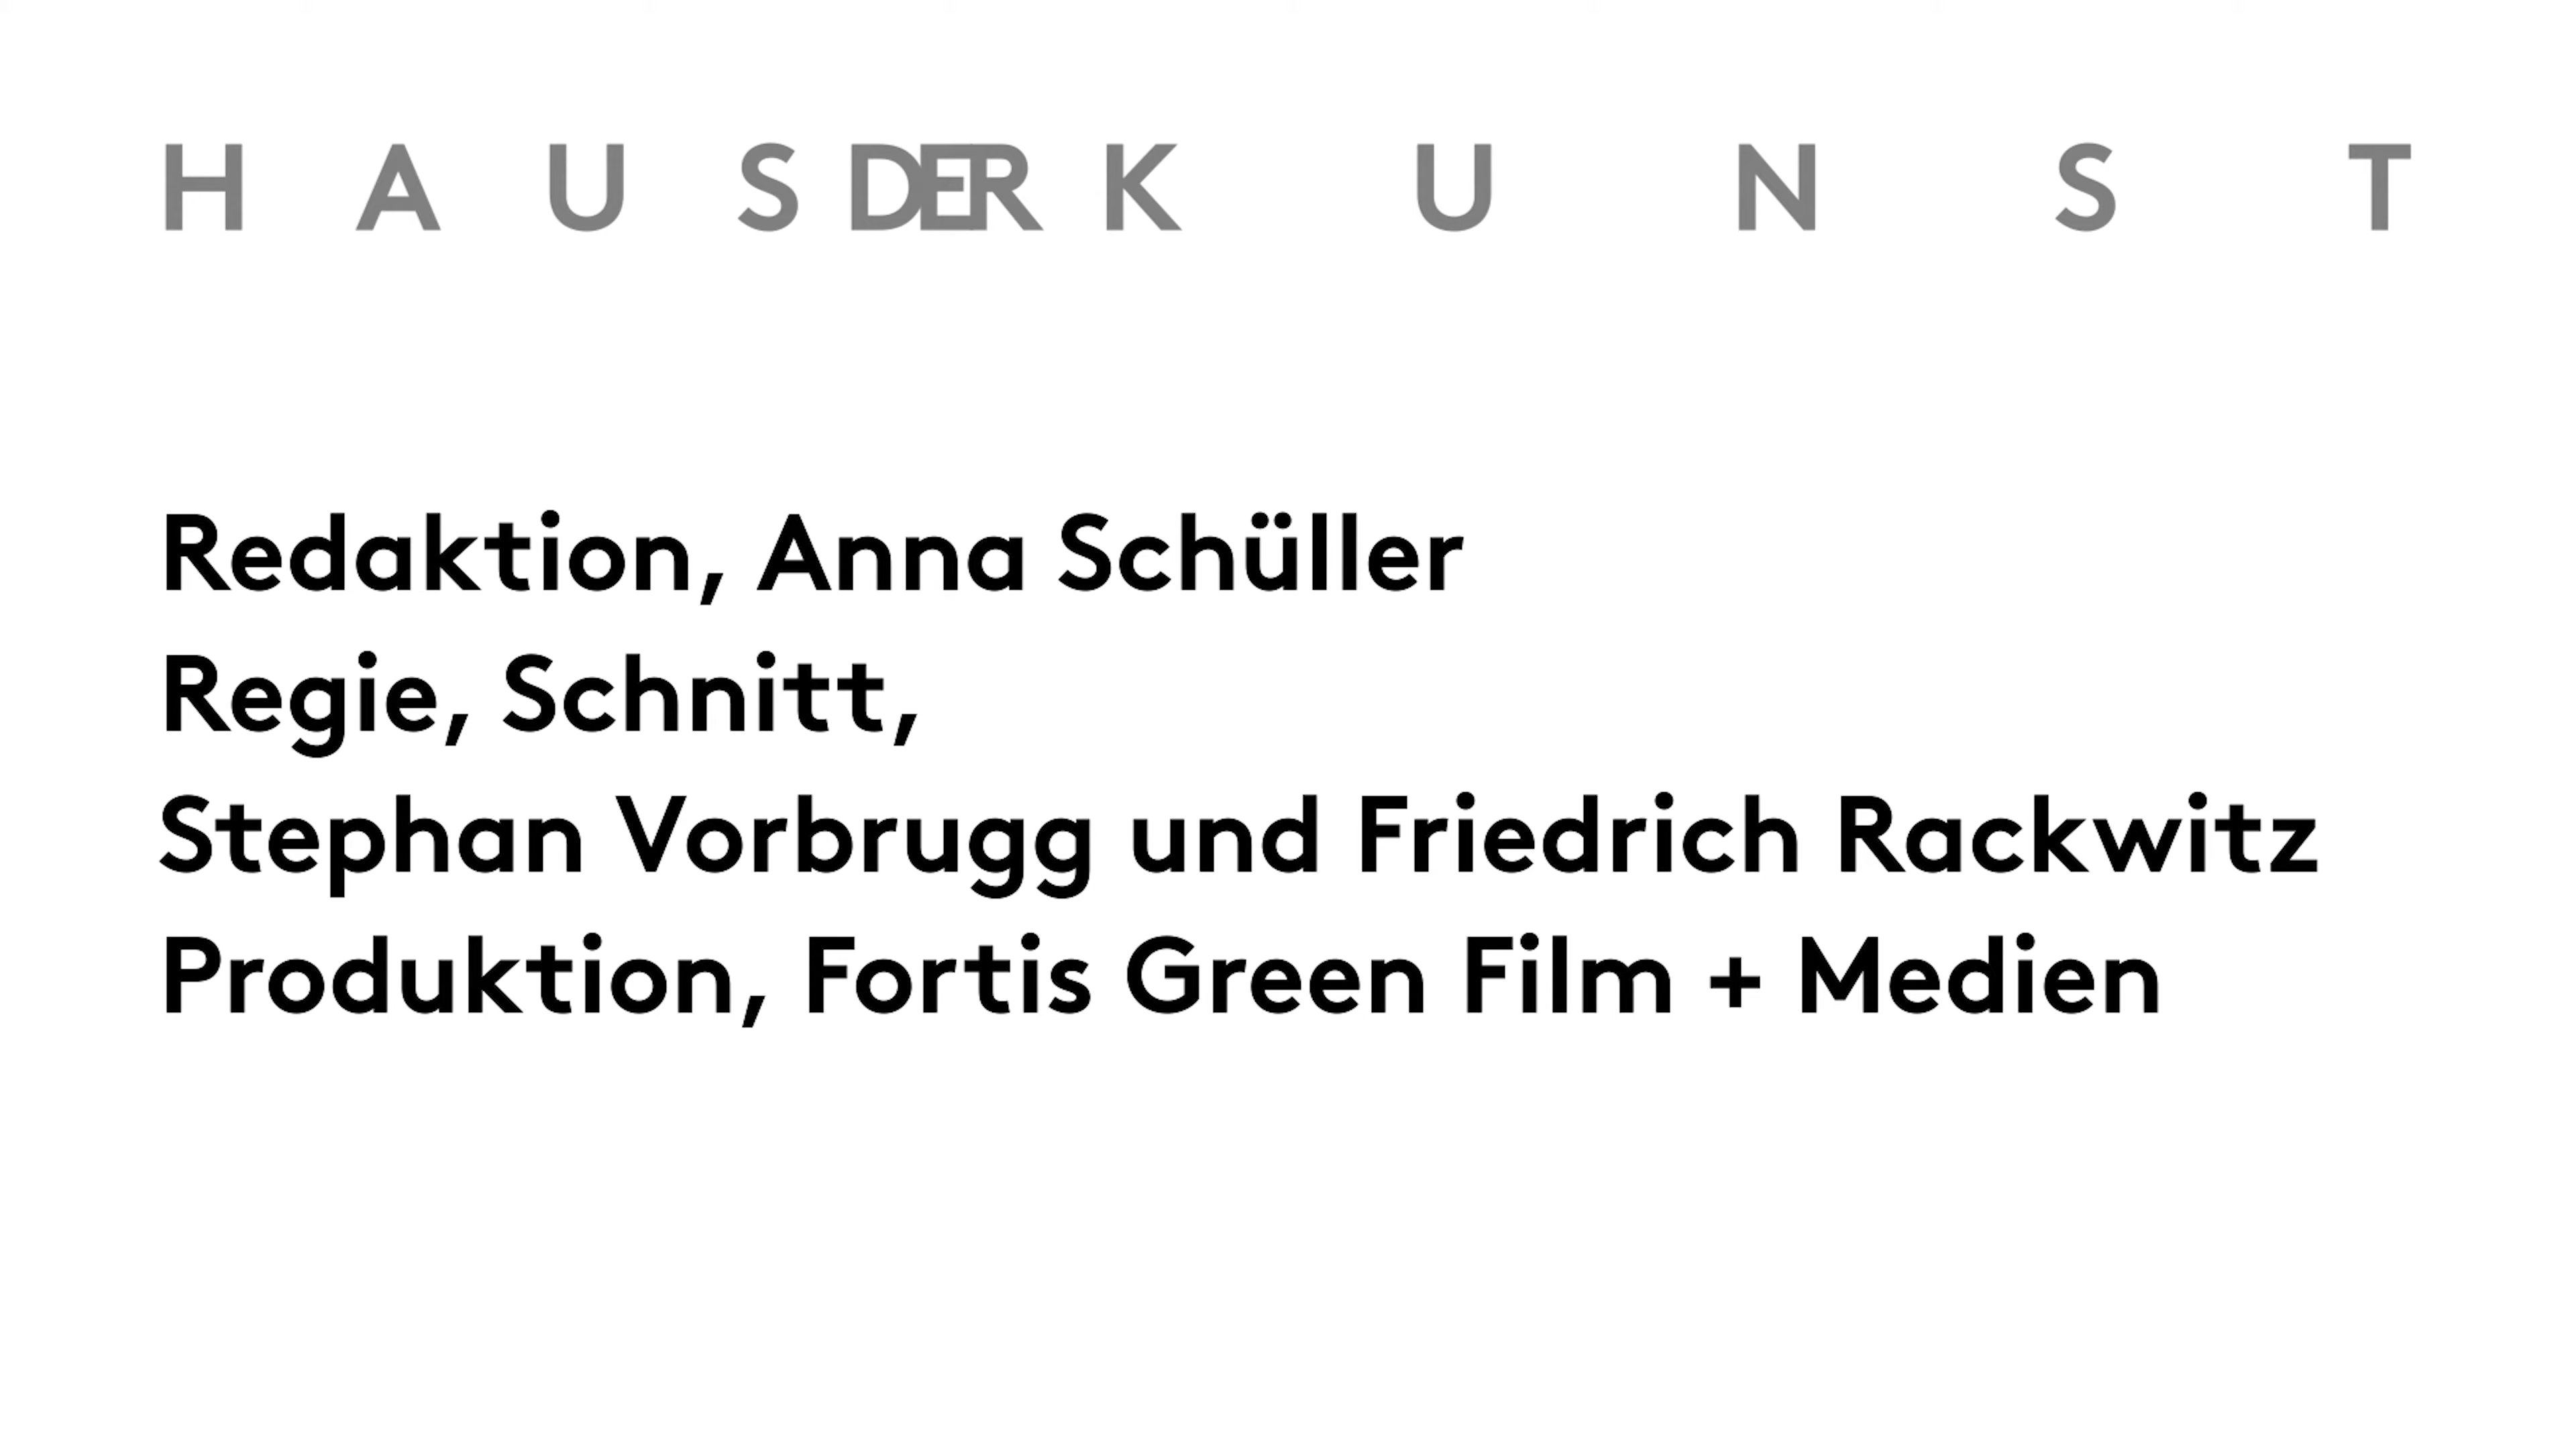 HAUS DER KUNST
Redaktion, Anna Schüller
Regie, Schnitt,
Stephan Vorbrugg und Friedrich Rackwitz
Produktion, Fortis Green Film + Medien